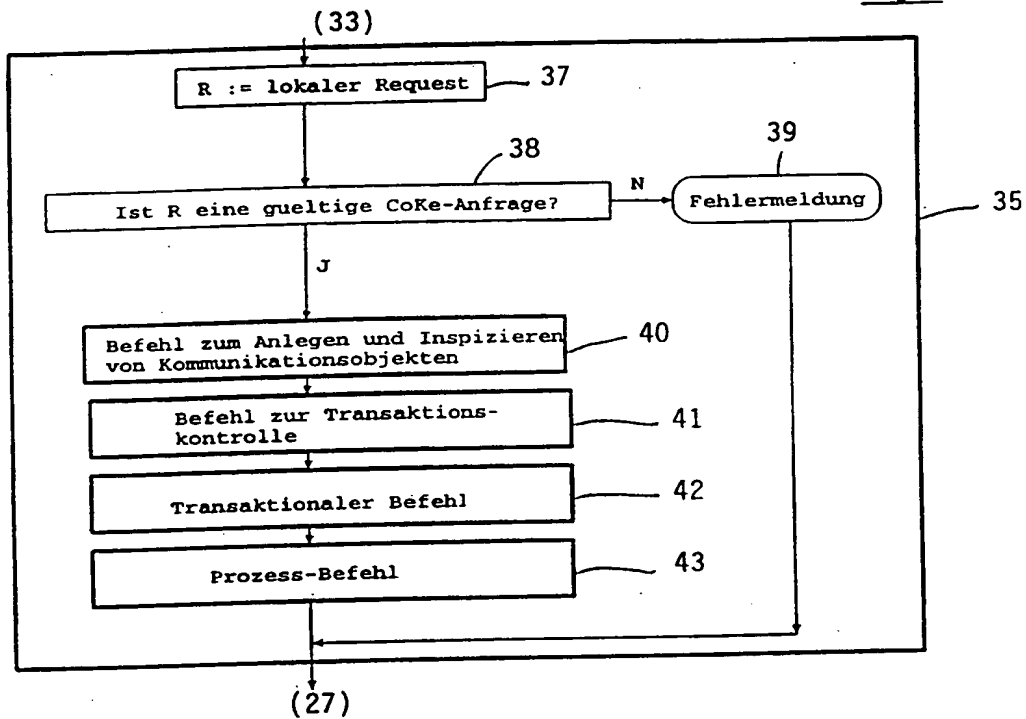 (33)
R := lokaler Request
37
38
39
Ist R eine gueltige CoKe-Anfrage?
N
Fehlermeldung
35
J
Befehl zum Anlegen und Inspizieren
von Kommunikationsobjekten
40
Befehl zur Transaktions-
kontrolle
41
Transaktionaler Befehl
42
Prozess-Befehl
43
(27)